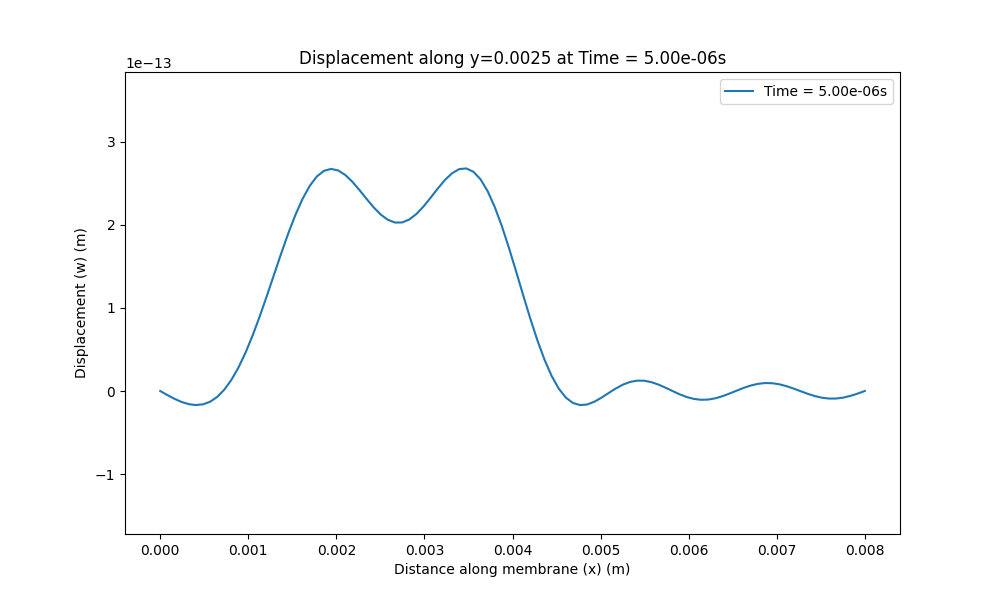 Displacement along y=0.0025 at Time = 5.00e-06s
1e−13
Time = 5.00e-06s
3
2
1
0
−1
Displacement (w) (m)
0.000 0.001 0.002 0.003 0.004 0.005 0.006 0.007 0.008
Distance along membrane (x) (m)